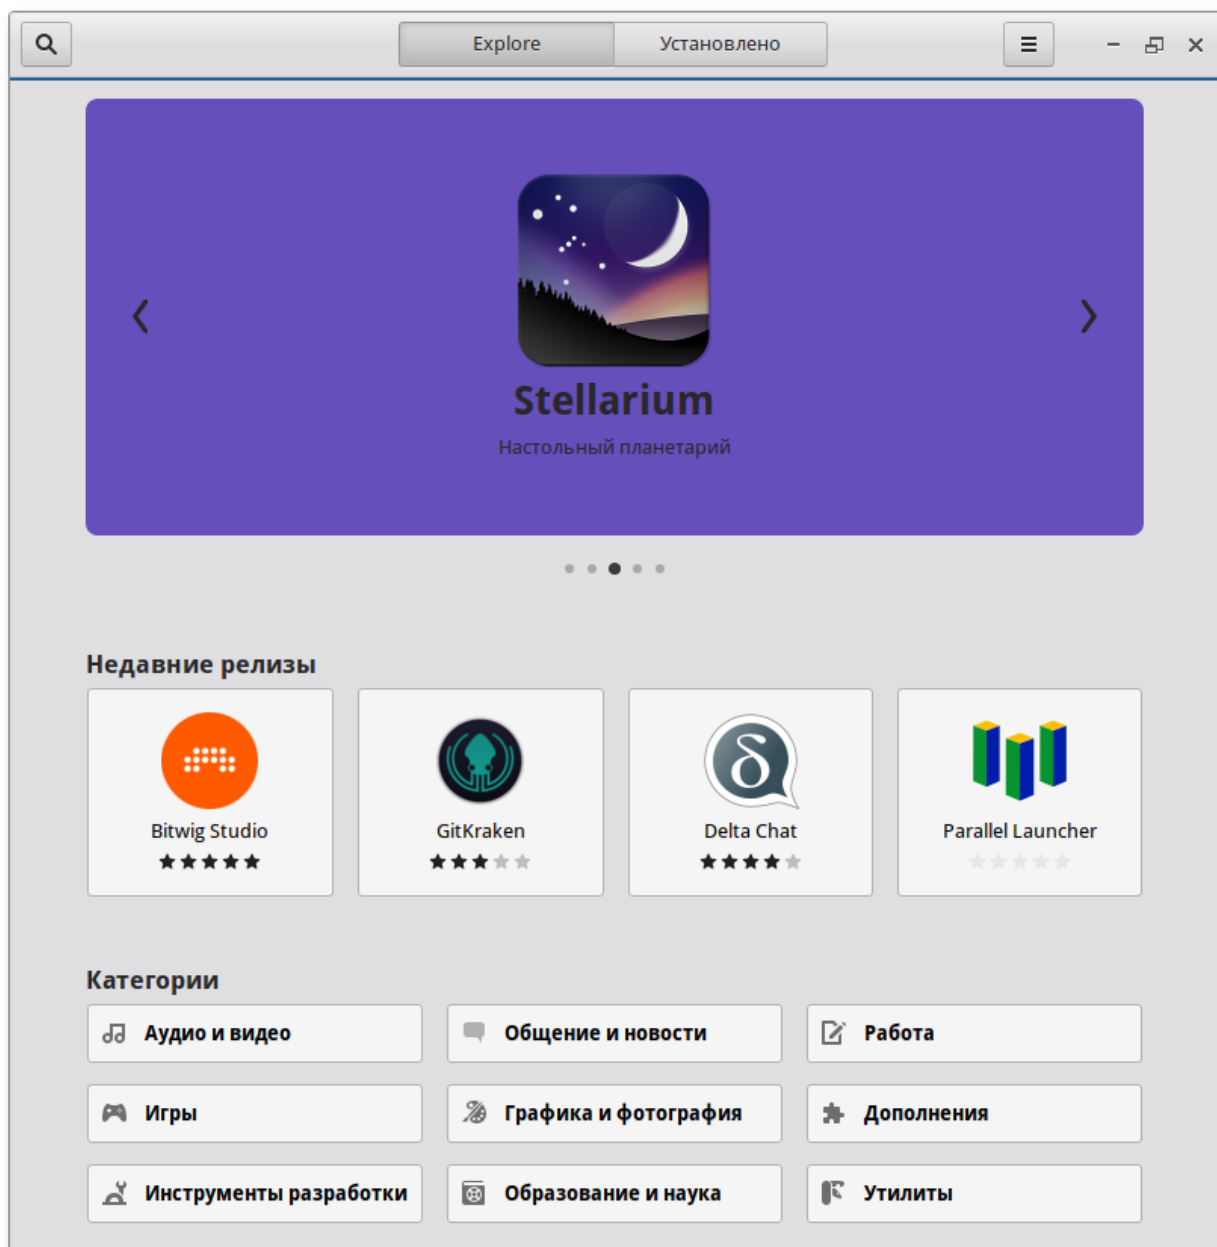 Explore
Установлено
Stellarium
Настольный планетарий
Недавние релизы
Bitwig Studio
GitKraken
Delta Chat
Parallel Launcher
Категории
Аудио и видео
Общение и новости
Работа
Игры
Графика и фотография
Дополнения
Инструменты разработки
Образование и наука
Утилиты